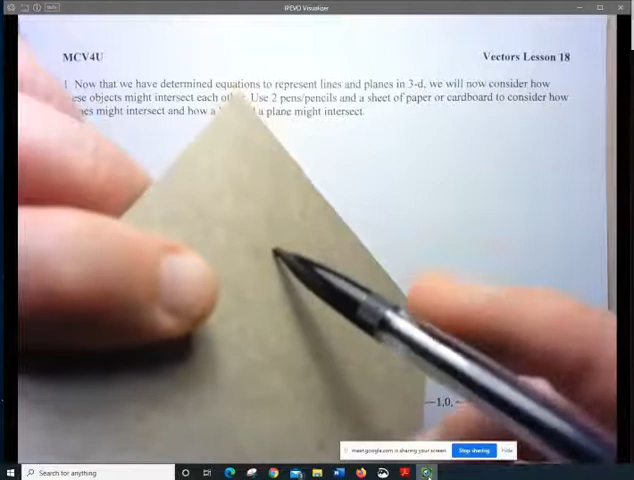 IPEVO Visualizer
MCV4U
Vectors Lesson 18
Now that we have determined equations to represent lines and planes in 3-d, we will now consider how
ese objects might intersect each Use 2 pens/pencils and a sheet of paper or cardboard to consider how
nes might intersect and how a a plane might intersect.
—1,0,
meet.google.com is sharing your screen
Stop sharing
Hide
Search for anything